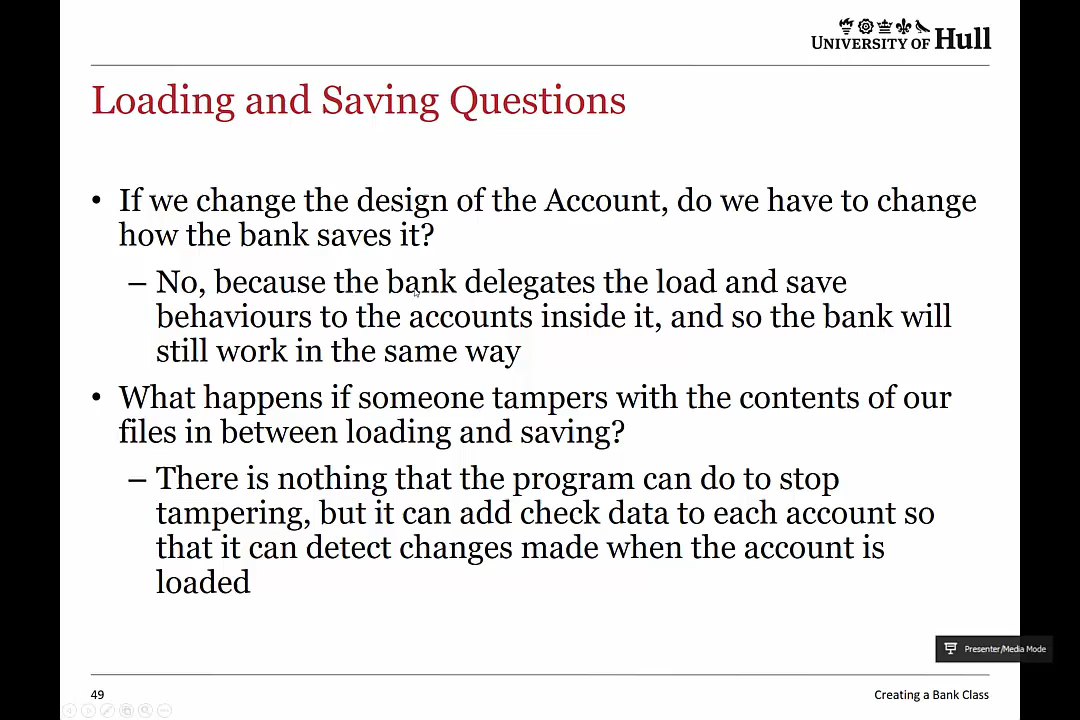 UNIVERSITY OF Hull
Loading and Saving Questions
• If we change the design of the Account, do we have to change
how the bank saves it?
– No, because the bank delegates the load and save
behaviours to the accounts inside it, and so the bank will
still work in the same way
• What happens if someone tampers with the contents of our
files in between loading and saving?
– There is nothing that the program can do to stop
tampering, but it can add check data to each account so
that it can detect changes made when the account is
loaded
Presenter/Media Mode
49
Creating a Bank Class